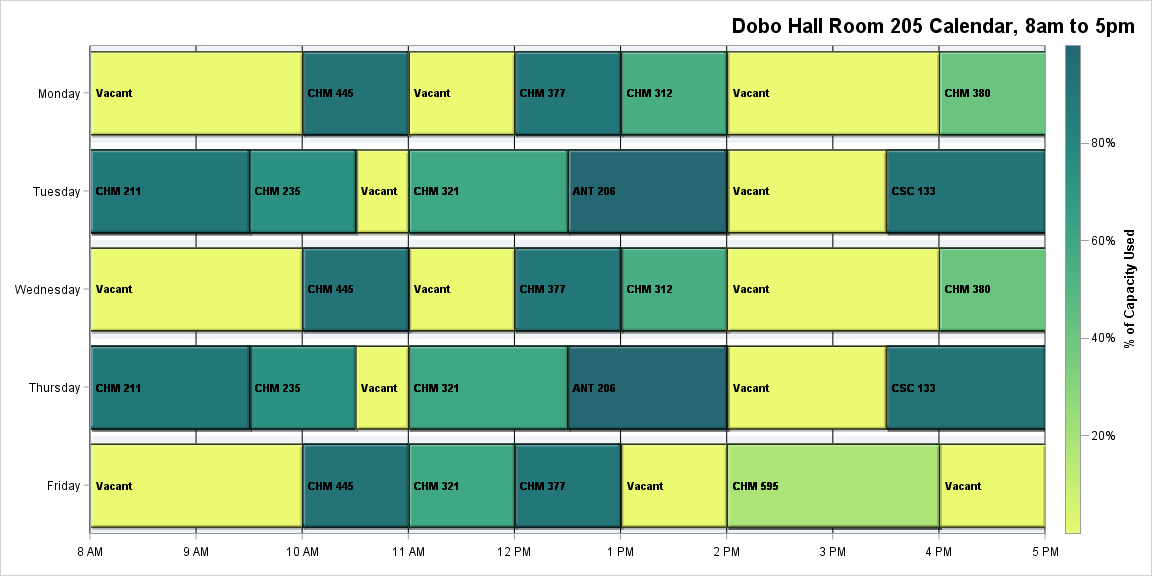 Dobo Hall Room 205 Calendar, 8am to 5pm
Monday
Vacant
CHM 445
Vacant
CHM 377
CHM 312
Vacant
CHM 380
Tuesday
CHM 211
CHM 235
Vacant
CHM 321
ANT 206
Vacant
CSC 133
Wednesday
Vacant
CHM 445
Vacant
CHM 377
CHM 312
Vacant
CHM 380
Thursday
CHM 211
CHM 235
Vacant
CHM 321
ANT 206
Vacant
CSC 133
Friday
Vacant
CHM 445
CHM 321
CHM 377
Vacant
CHM 595
Vacant
8 AM
9 AM
10 AM
11 AM
12 PM
1 PM
2 PM
3 PM
4 PM
5 PM
80%
60%
40%
20%
% of Capacity Used